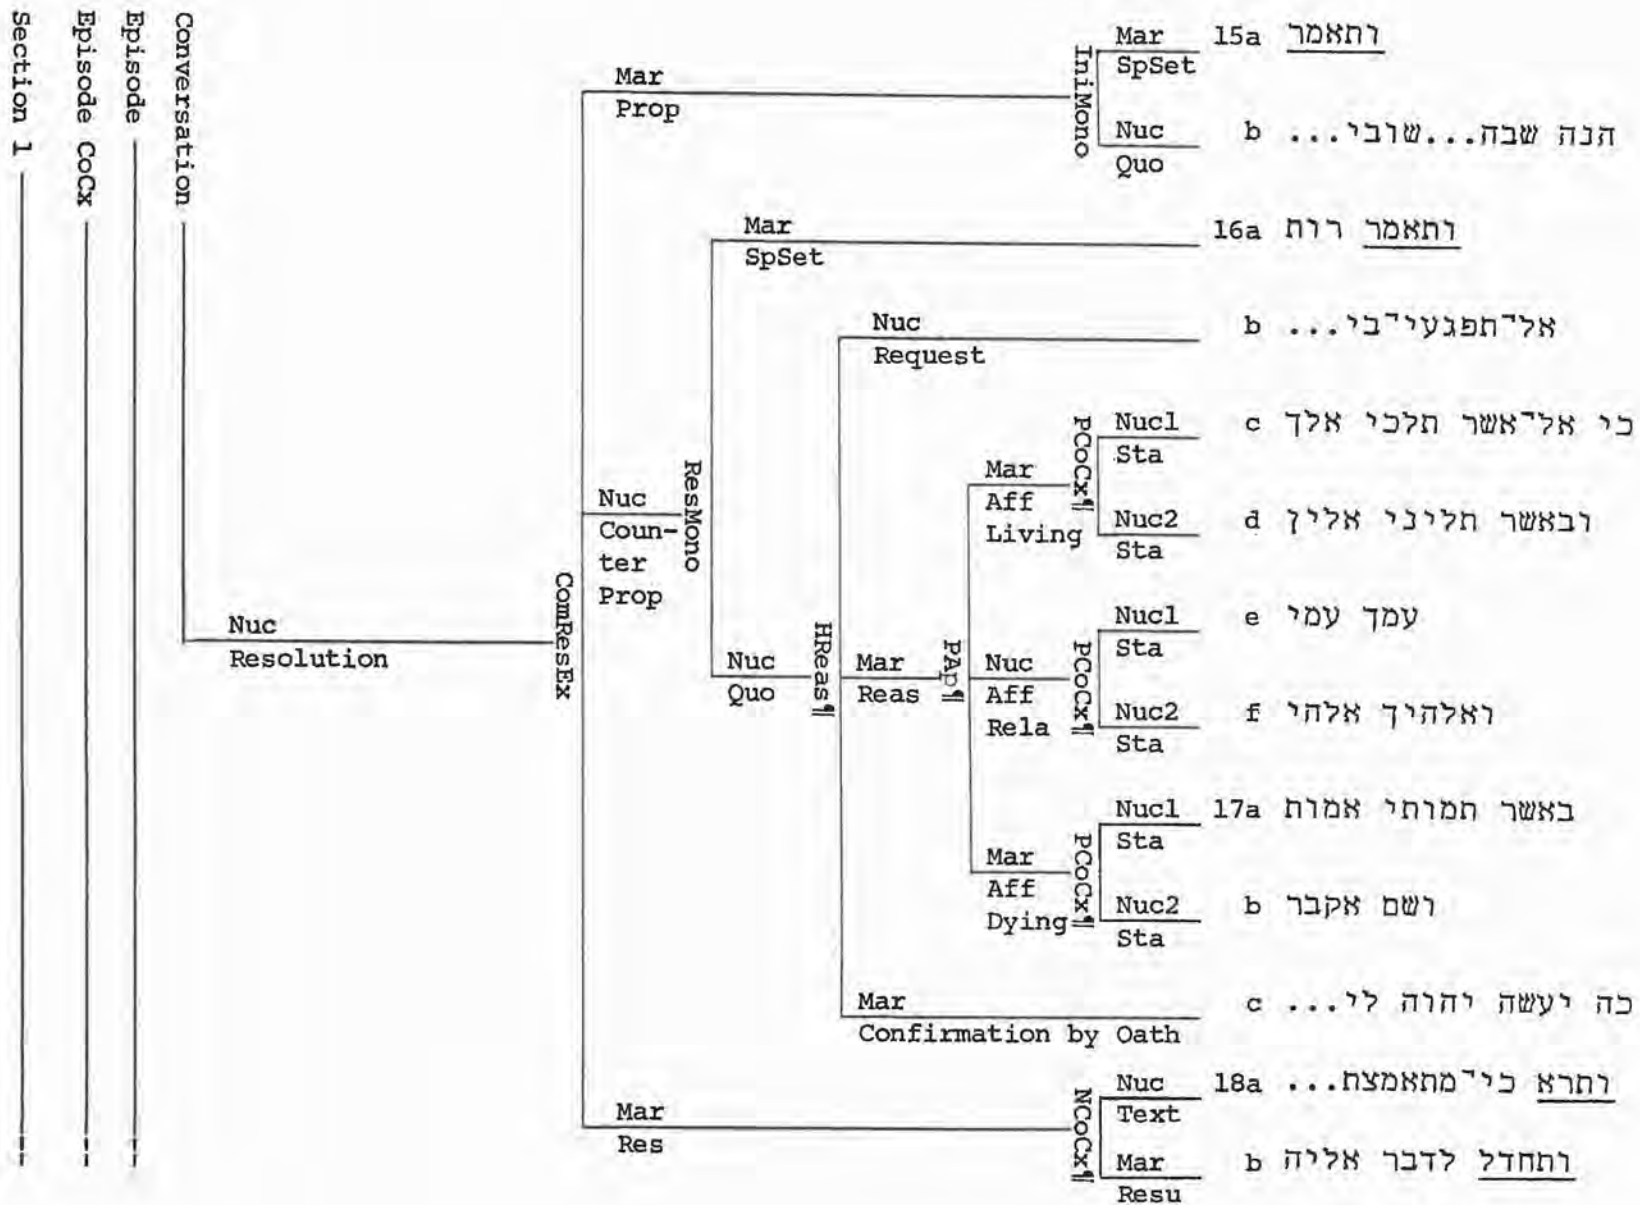 Section 1
Episode CoCx
Episode
Conversation
Nuc
Resolution
ComResEx
Mar
Prop
IniMono
Mar
SpSet
15a ותאמר
Nuc
Quo
b הנה שבה...שובי...
Nuc
Coun-
ter
Prop
ResMono
Mar
SpSet
16a ותאמר רות
Nuc
Quo
HReas¶
Nuc
Request
b אל־תפגעי־בי...
Mar
Reas
PAp¶
Mar
Aff
Living
PCoCx¶
Nuc1
Sta
c כי אל־אשר תלכי אלך
Nuc2
Sta
d ובאשר תליני אלין
Nuc
Aff
Rela
PCoCx¶
Nuc1
Sta
e עמך עמי
Nuc2
Sta
f ואלהיך אלהי
Mar
Aff
Dying
PCoCx¶
Nuc1
Sta
17a באשר תמותי אמות
Nuc2
Sta
b ושם אקבר
Mar
Confirmation by Oath
c כה יעשה יהוה לי...
Mar
Res
NCoCx¶
Nuc
Text
18a ותרא כי־מתאמצת...
Mar
Resu
b ותחדל לדבר אליה